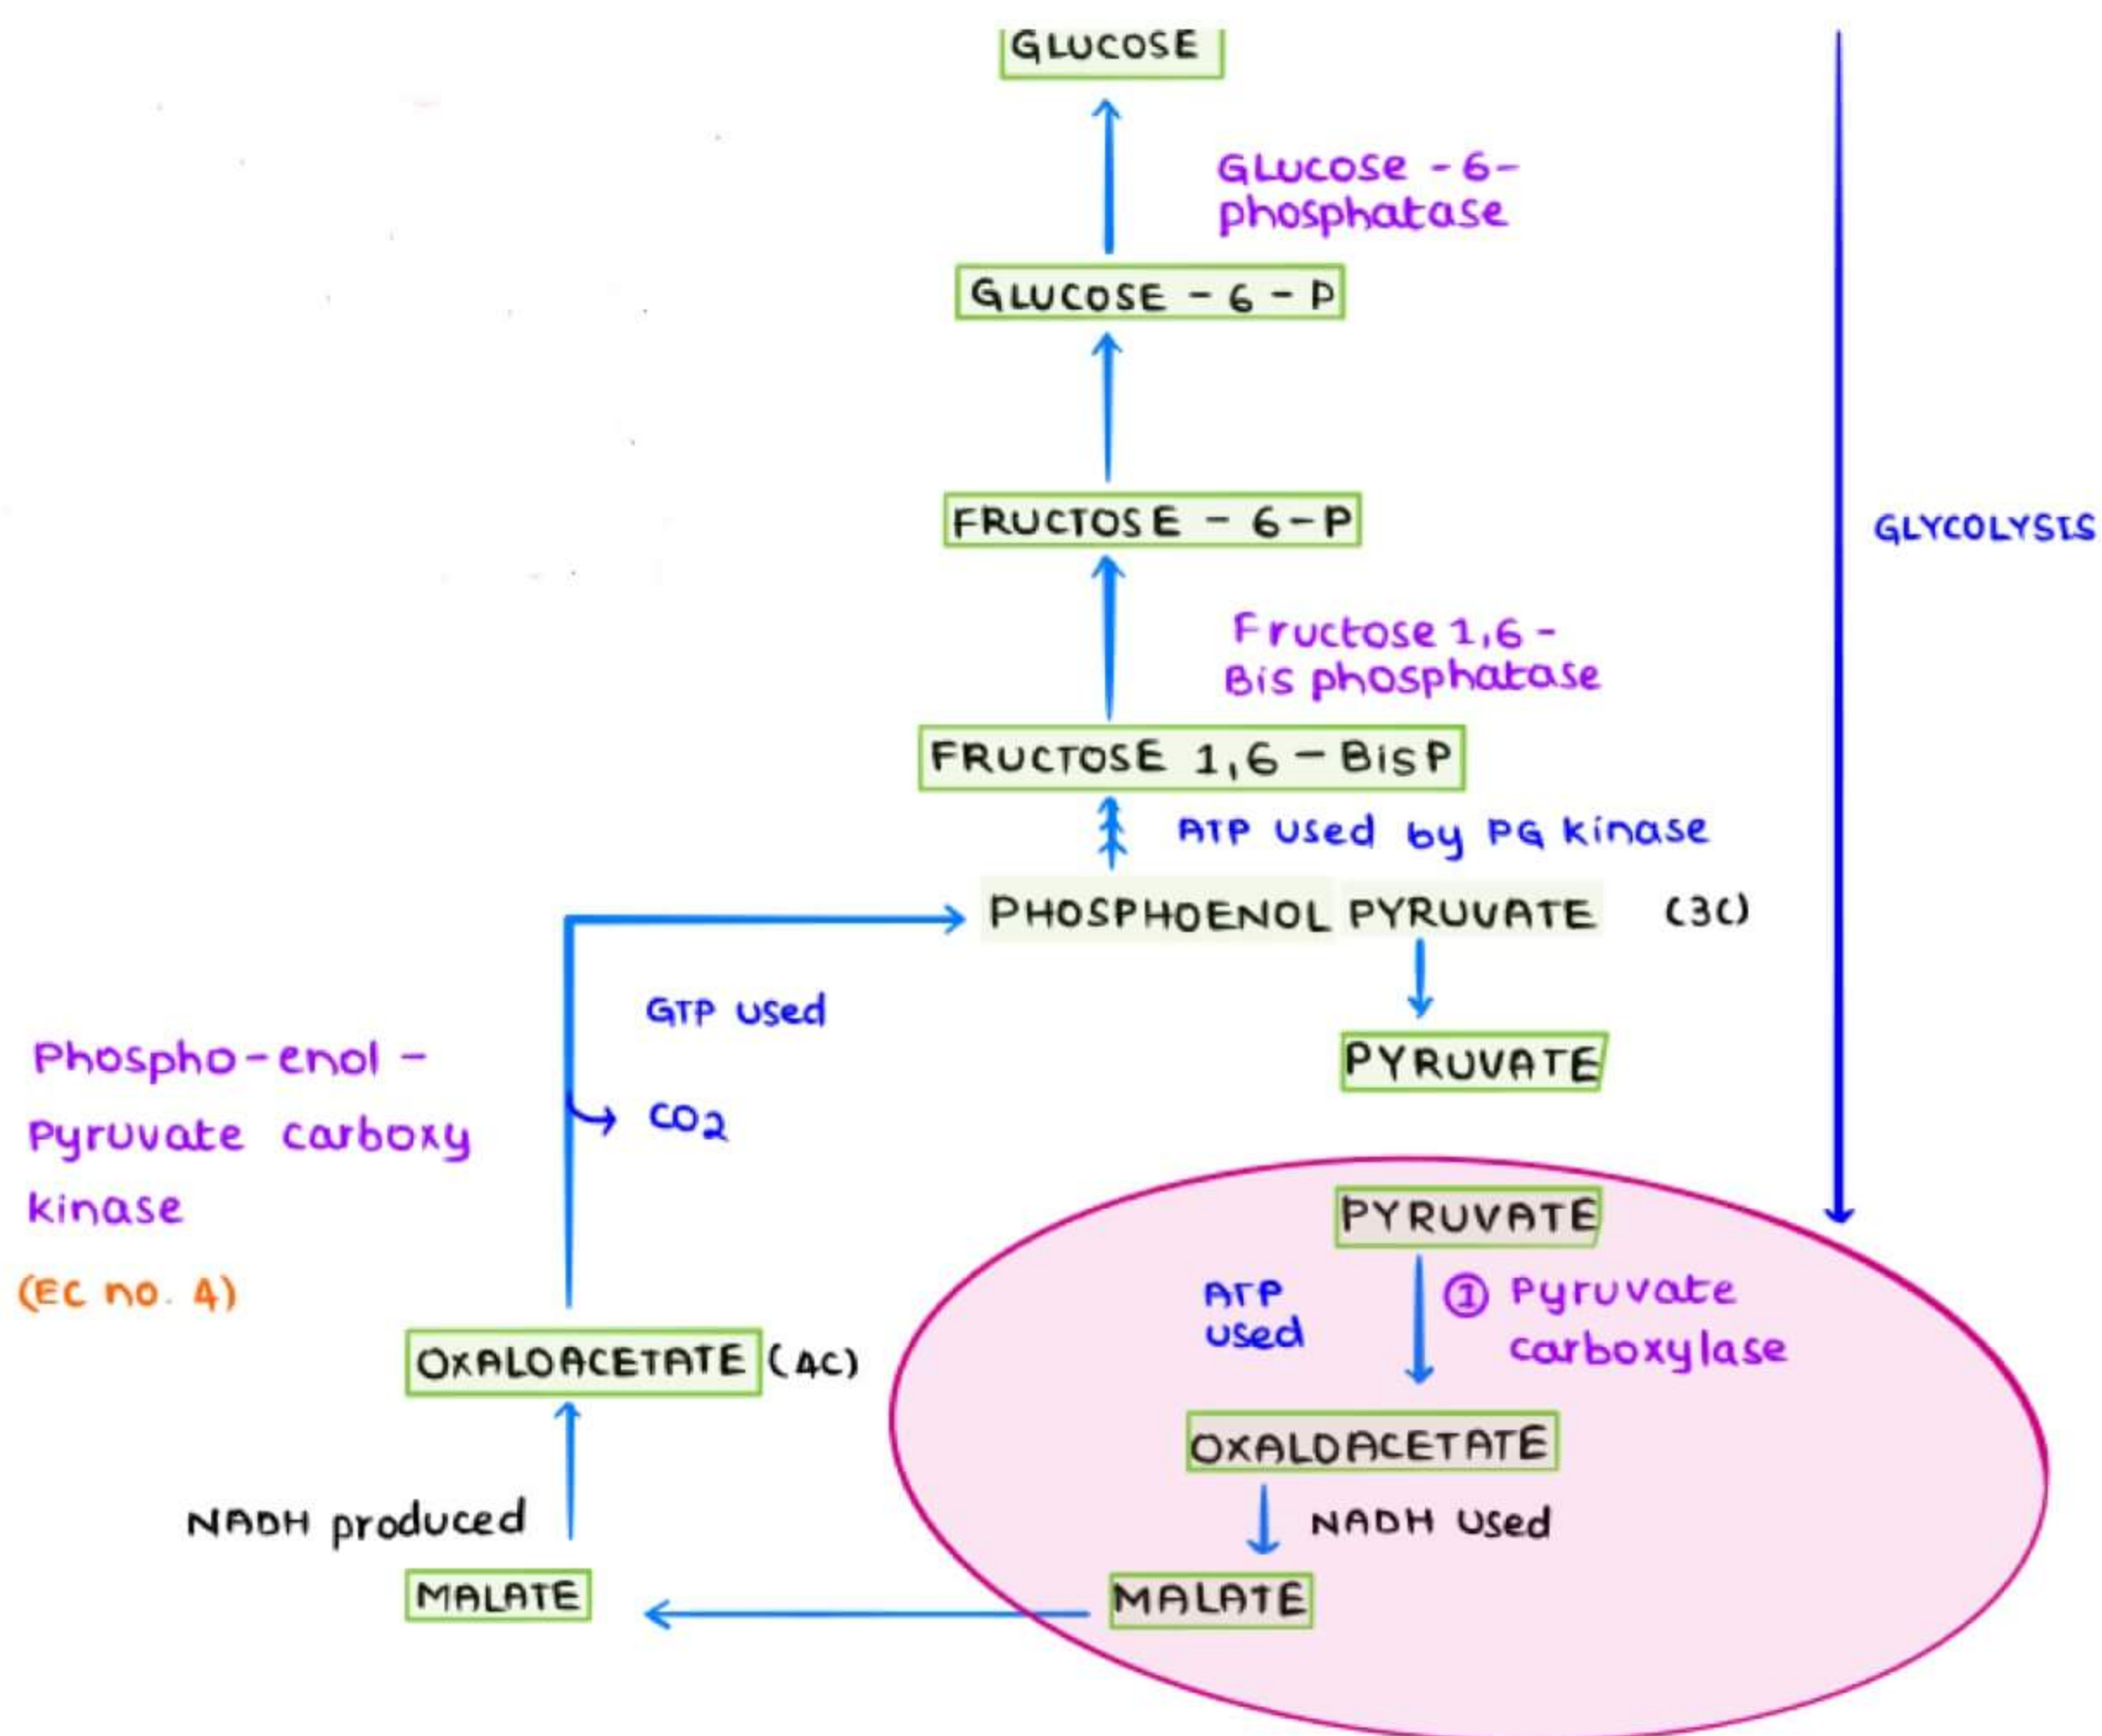 GLUCOSE
Glucose - 6 -
phosphatase
GLUCOSE - 6 - P
FRUCTOSE - 6 - P
GLYCOLYSIS
Fructose 1,6 -
Bis phosphatase
FRUCTOSE 1,6 - Bis P
ATP used by PG kinase
PHOSPHOENOL PYRUVATE (3C)
GTP used
PYRUVATE
Phospho-enol -
Pyruvate carboxy
kinase
(EC no. 4)
CO2
PYRUVATE
ATP
used
① Pyruvate
carboxylase
OXALOACETATE (4C)
OXALOACETATE
NADH produced
NADH used
MALATE
MALATE